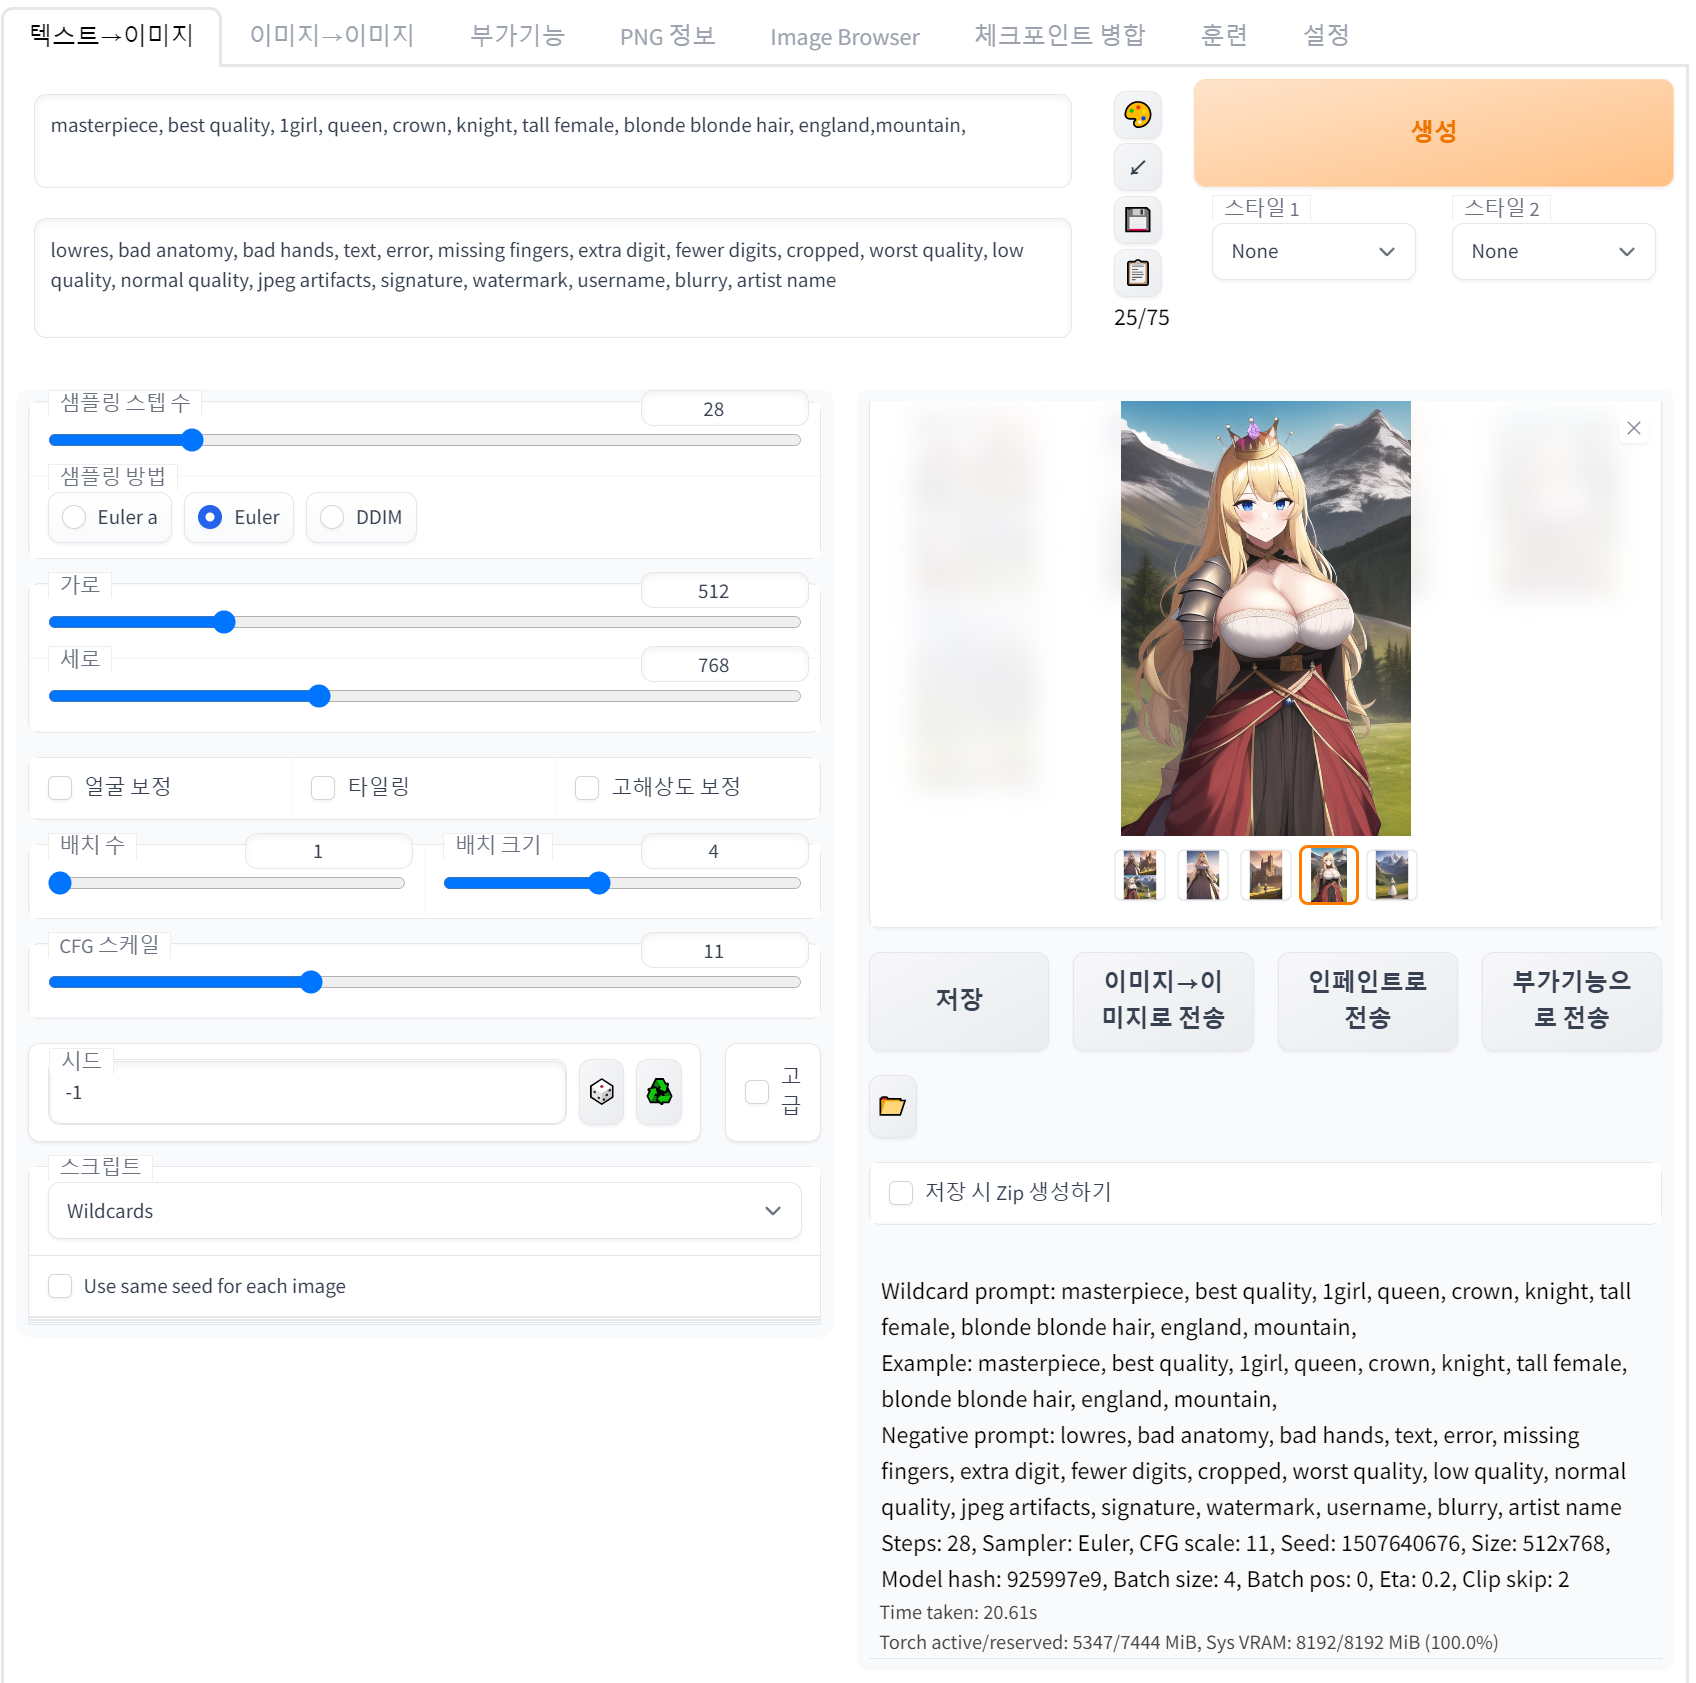 텍스트→이미지
이미지→이미지
부가기능
PNG 정보
Image Browser
체크포인트 병합
훈련
설정
masterpiece, best quality, 1girl, queen, crown, knight, tall female, blonde blonde hair, england,mountain,
lowres, bad anatomy, bad hands, text, error, missing fingers, extra digit, fewer digits, cropped, worst quality, low
quality, normal quality, jpeg artifacts, signature, watermark, username, blurry, artist name
25/75
생성
스타일 1
스타일 2
None
None
샘플링 스텝 수
28
샘플링 방법
Euler a
Euler
DDIM
가로
512
세로
768
얼굴 보정
타일링
고해상도 보정
배치 수
1
배치 크기
4
CFG 스케일
11
시드
-1
고
급
스크립트
Wildcards
Use same seed for each image
저장
이미지→이
미지로 전송
인페인트로
전송
부가기능으
로 전송
저장 시 Zip 생성하기
Wildcard prompt: masterpiece, best quality, 1girl, queen, crown, knight, tall
female, blonde blonde hair, england, mountain,
Example: masterpiece, best quality, 1girl, queen, crown, knight, tall female,
blonde blonde hair, england, mountain,
Negative prompt: lowres, bad anatomy, bad hands, text, error, missing
fingers, extra digit, fewer digits, cropped, worst quality, low quality, normal
quality, jpeg artifacts, signature, watermark, username, blurry, artist name
Steps: 28, Sampler: Euler, CFG scale: 11, Seed: 1507640676, Size: 512x768,
Model hash: 925997e9, Batch size: 4, Batch pos: 0, Eta: 0.2, Clip skip: 2
Time taken: 20.61s
Torch active/reserved: 5347/7444 MiB, Sys VRAM: 8192/8192 MiB (100.0%)